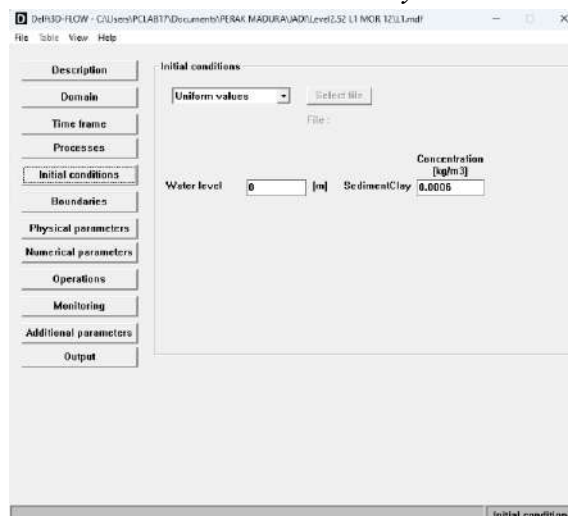 Delft3D-FLOW - C:\Users\PCLAB17\Documents\PERAK MADURA\JADI\Level2.52 L1 MOR 12\L1.mdf
File Table View Help
Description
Domain
Time frame
Processes
Initial conditions
Boundaries
Physical parameters
Numerical parameters
Operations
Monitoring
Additional parameters
Output
Initial conditions
Uniform values
Select file
File :
Concentration
[kg/m3]
Water level 0 [m] SedimentClay 0.0006
Initial condition